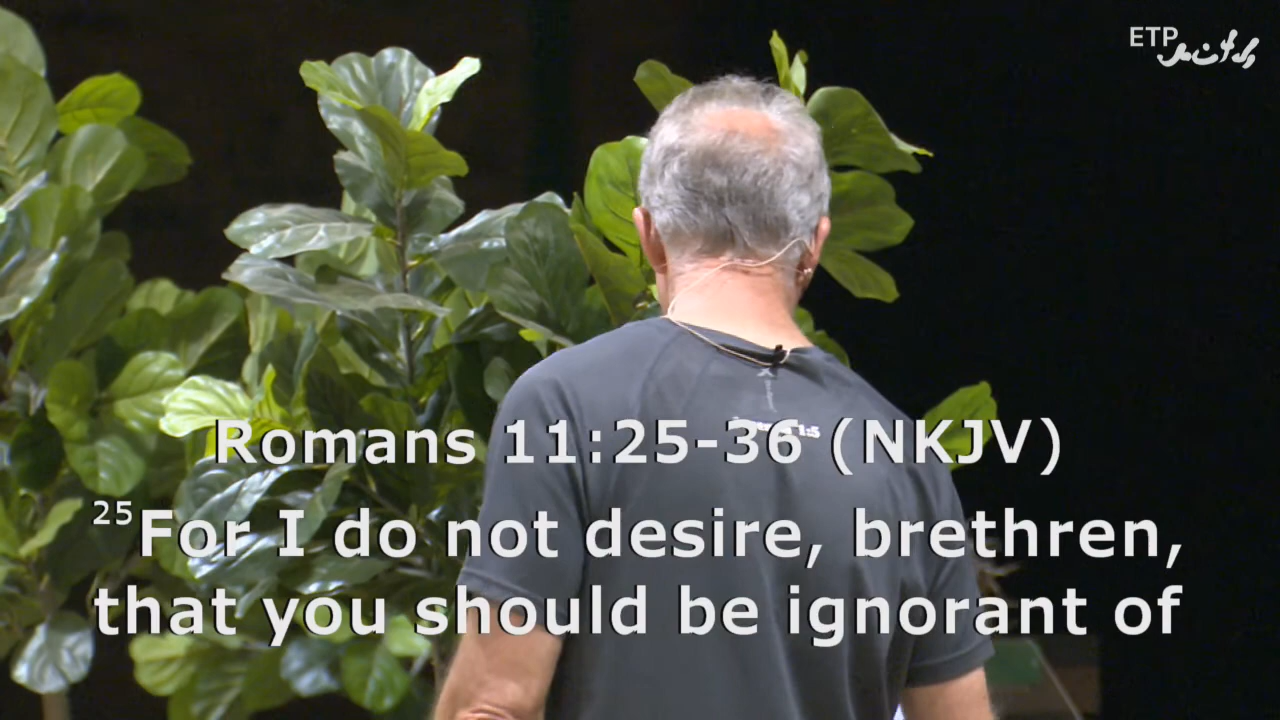 ETP
Romans 11:25-36 (NKJV)
25For I do not desire, brethren,
that you should be ignorant of